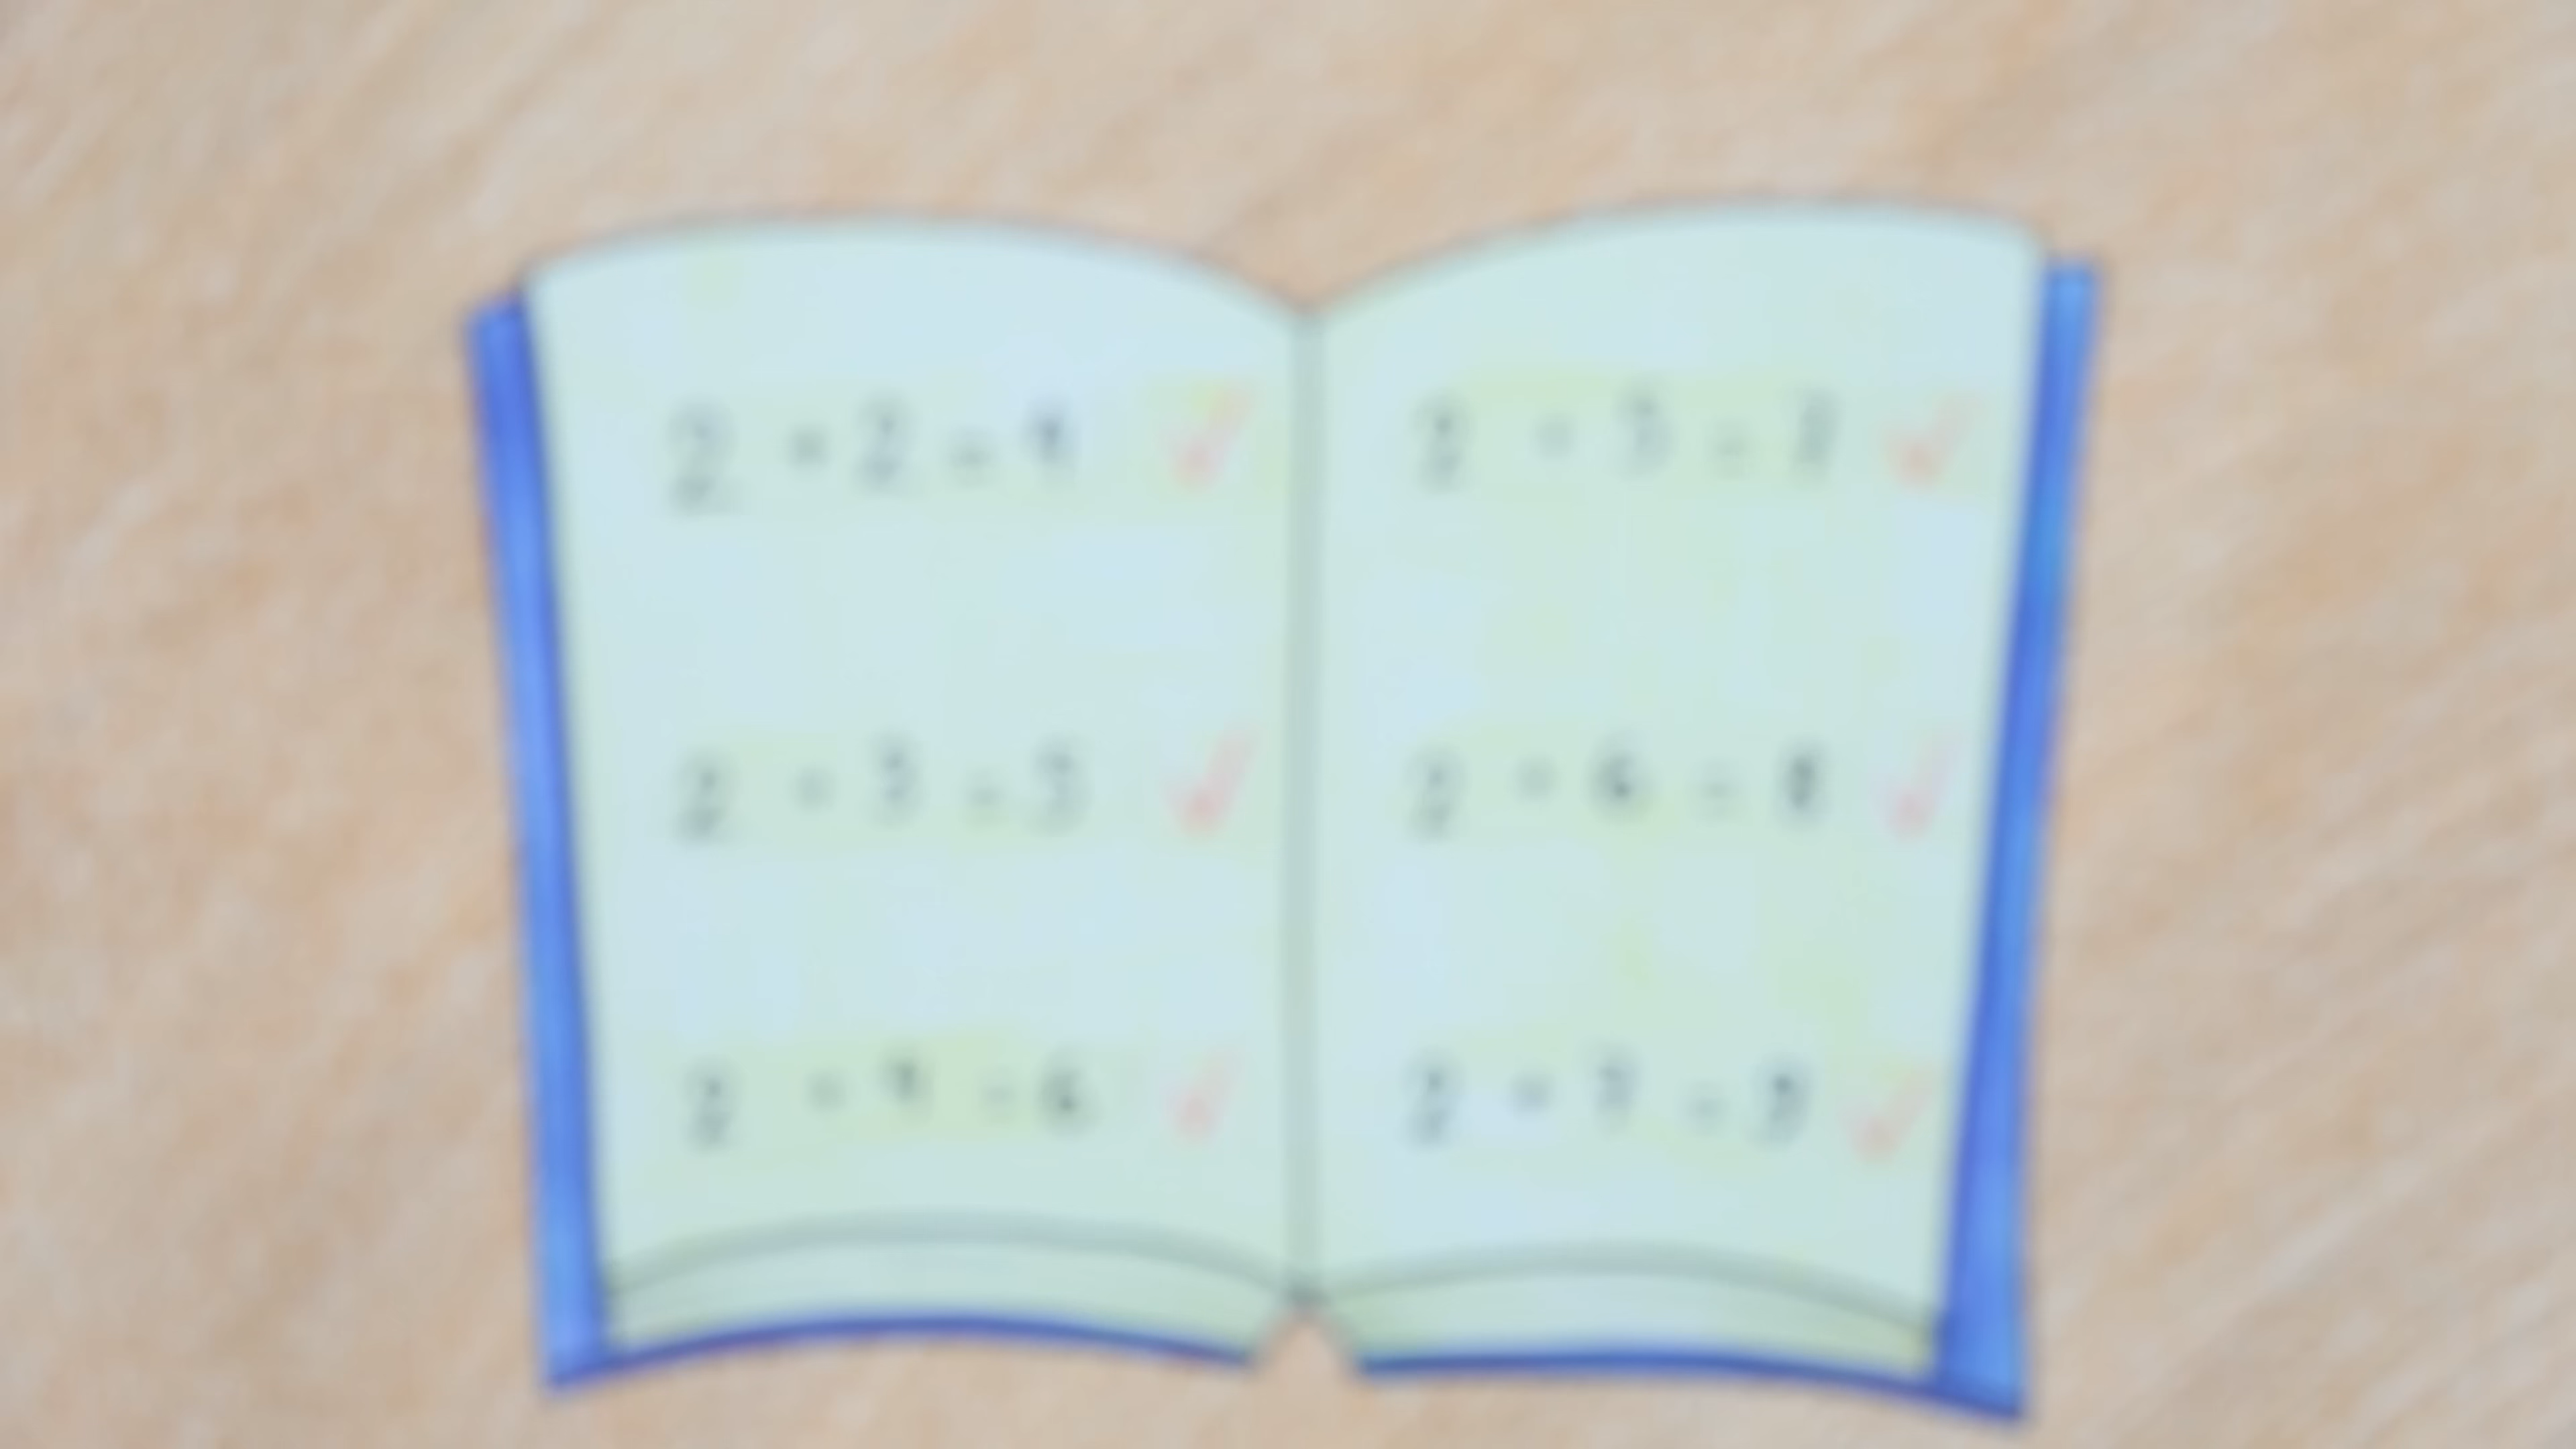 2 + 2 = 4
2 + 3 = 5
2 + 4 = 6
2 + 5 = 7
2 + 6 = 8
2 + 7 = 9